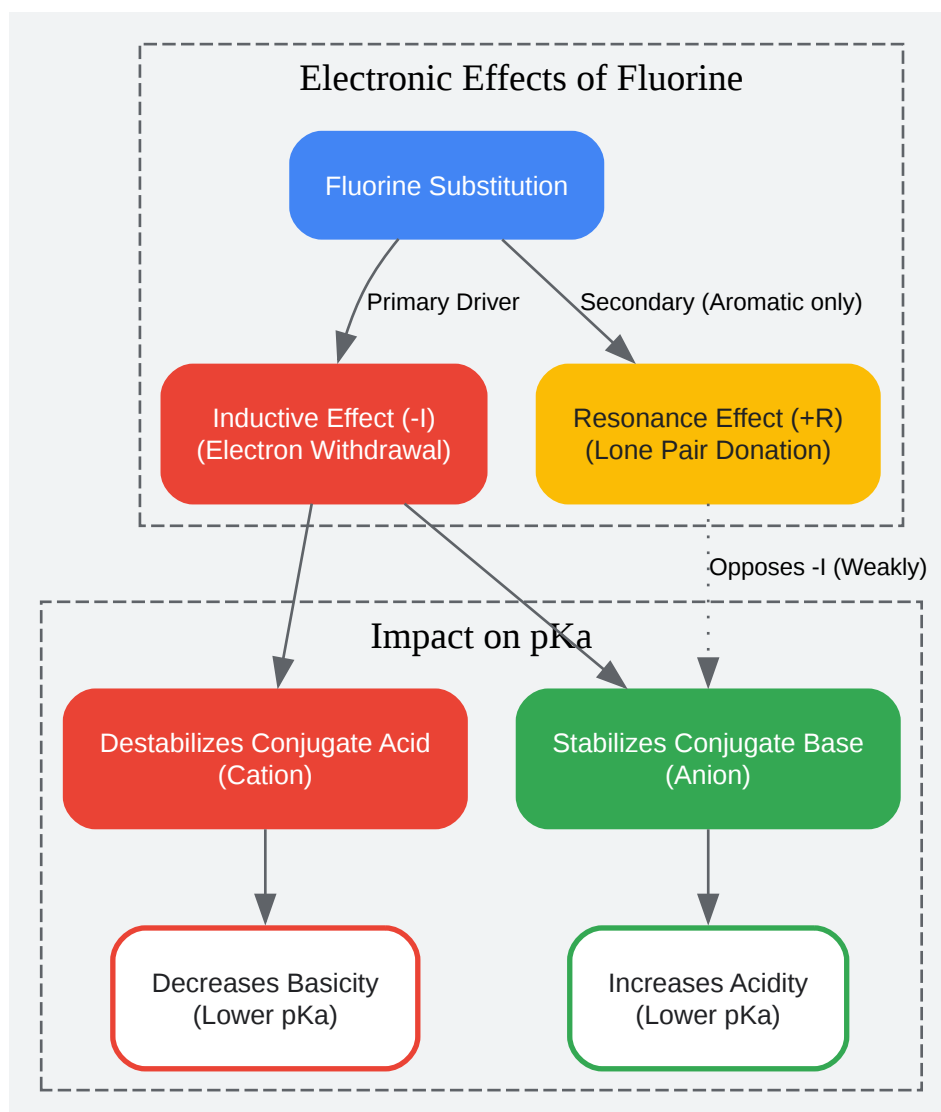 Electronic Effects of Fluorine
Fluorine Substitution
Primary Driver
Secondary (Aromatic only)
Inductive Effect (-I)
(Electron Withdrawal)
Resonance Effect (+R)
(Lone Pair Donation)
Opposes -I (Weakly)
Impact on pKa
Destabilizes Conjugate Acid
(Cation)
Stabilizes Conjugate Base
(Anion)
Decreases Basicity
(Lower pKa)
Increases Acidity
(Lower pKa)